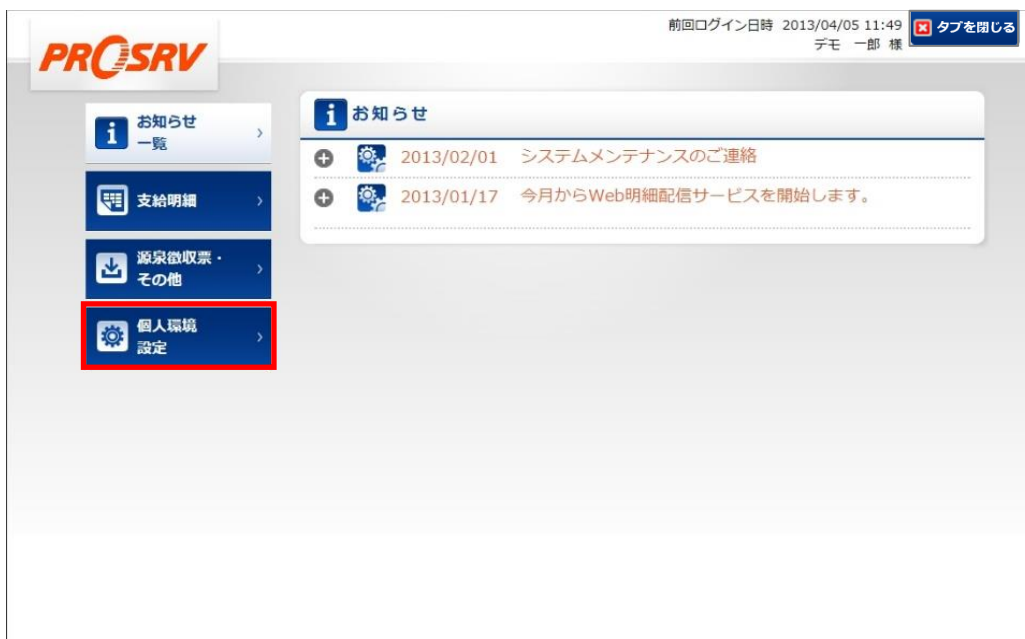 前回ログイン日時 2013/04/05 11:49
デモ 一郎 様
タブを閉じる
PROSRV
お知らせ
一覧
支給明細
源泉徴収票・
その他
個人環境
設定
お知らせ
2013/02/01 システムメンテナンスのご連絡
2013/01/17 今月からWeb明細配信サービスを開始します。